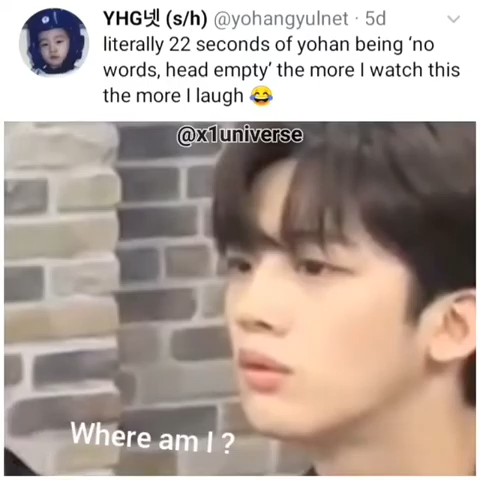 YHG넷 (s/h) @yohangyulnet · 5d
literally 22 seconds of yohan being ‘no
words, head empty’ the more I watch this
the more I laugh 😂
@x1universe
Where am I ?